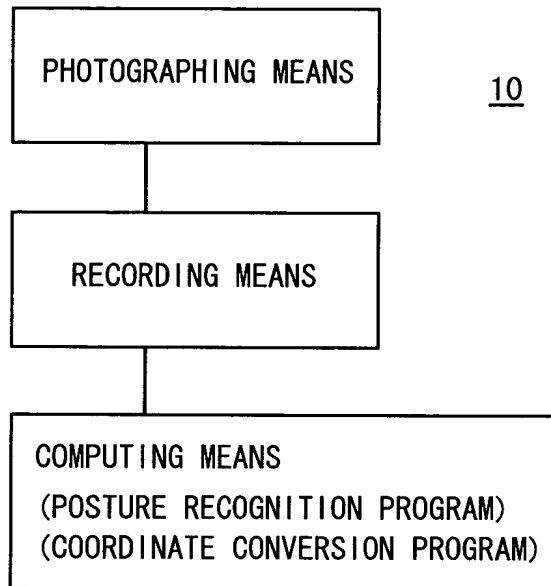 PHOTOGRAPHING MEANS
10
RECORDING MEANS
COMPUTING MEANS
(POSTURE RECOGNITION PROGRAM)
(COORDINATE CONVERSION PROGRAM)